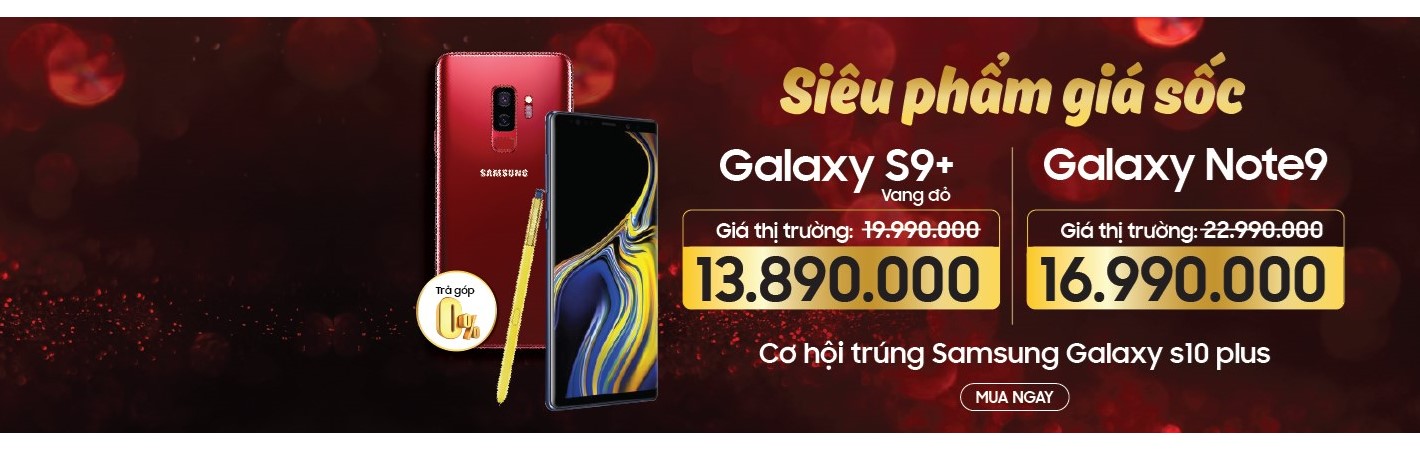 Siêu phẩm giá sốc
Galaxy S9+
Vang đỏ
Giá thị trường: 19.990.000
13.890.000
Galaxy Note9
Giá thị trường: 22.990.000
16.990.000
Cơ hội trúng Samsung Galaxy s10 plus
MUA NGAY
SAMSUNG
Trả góp
0%